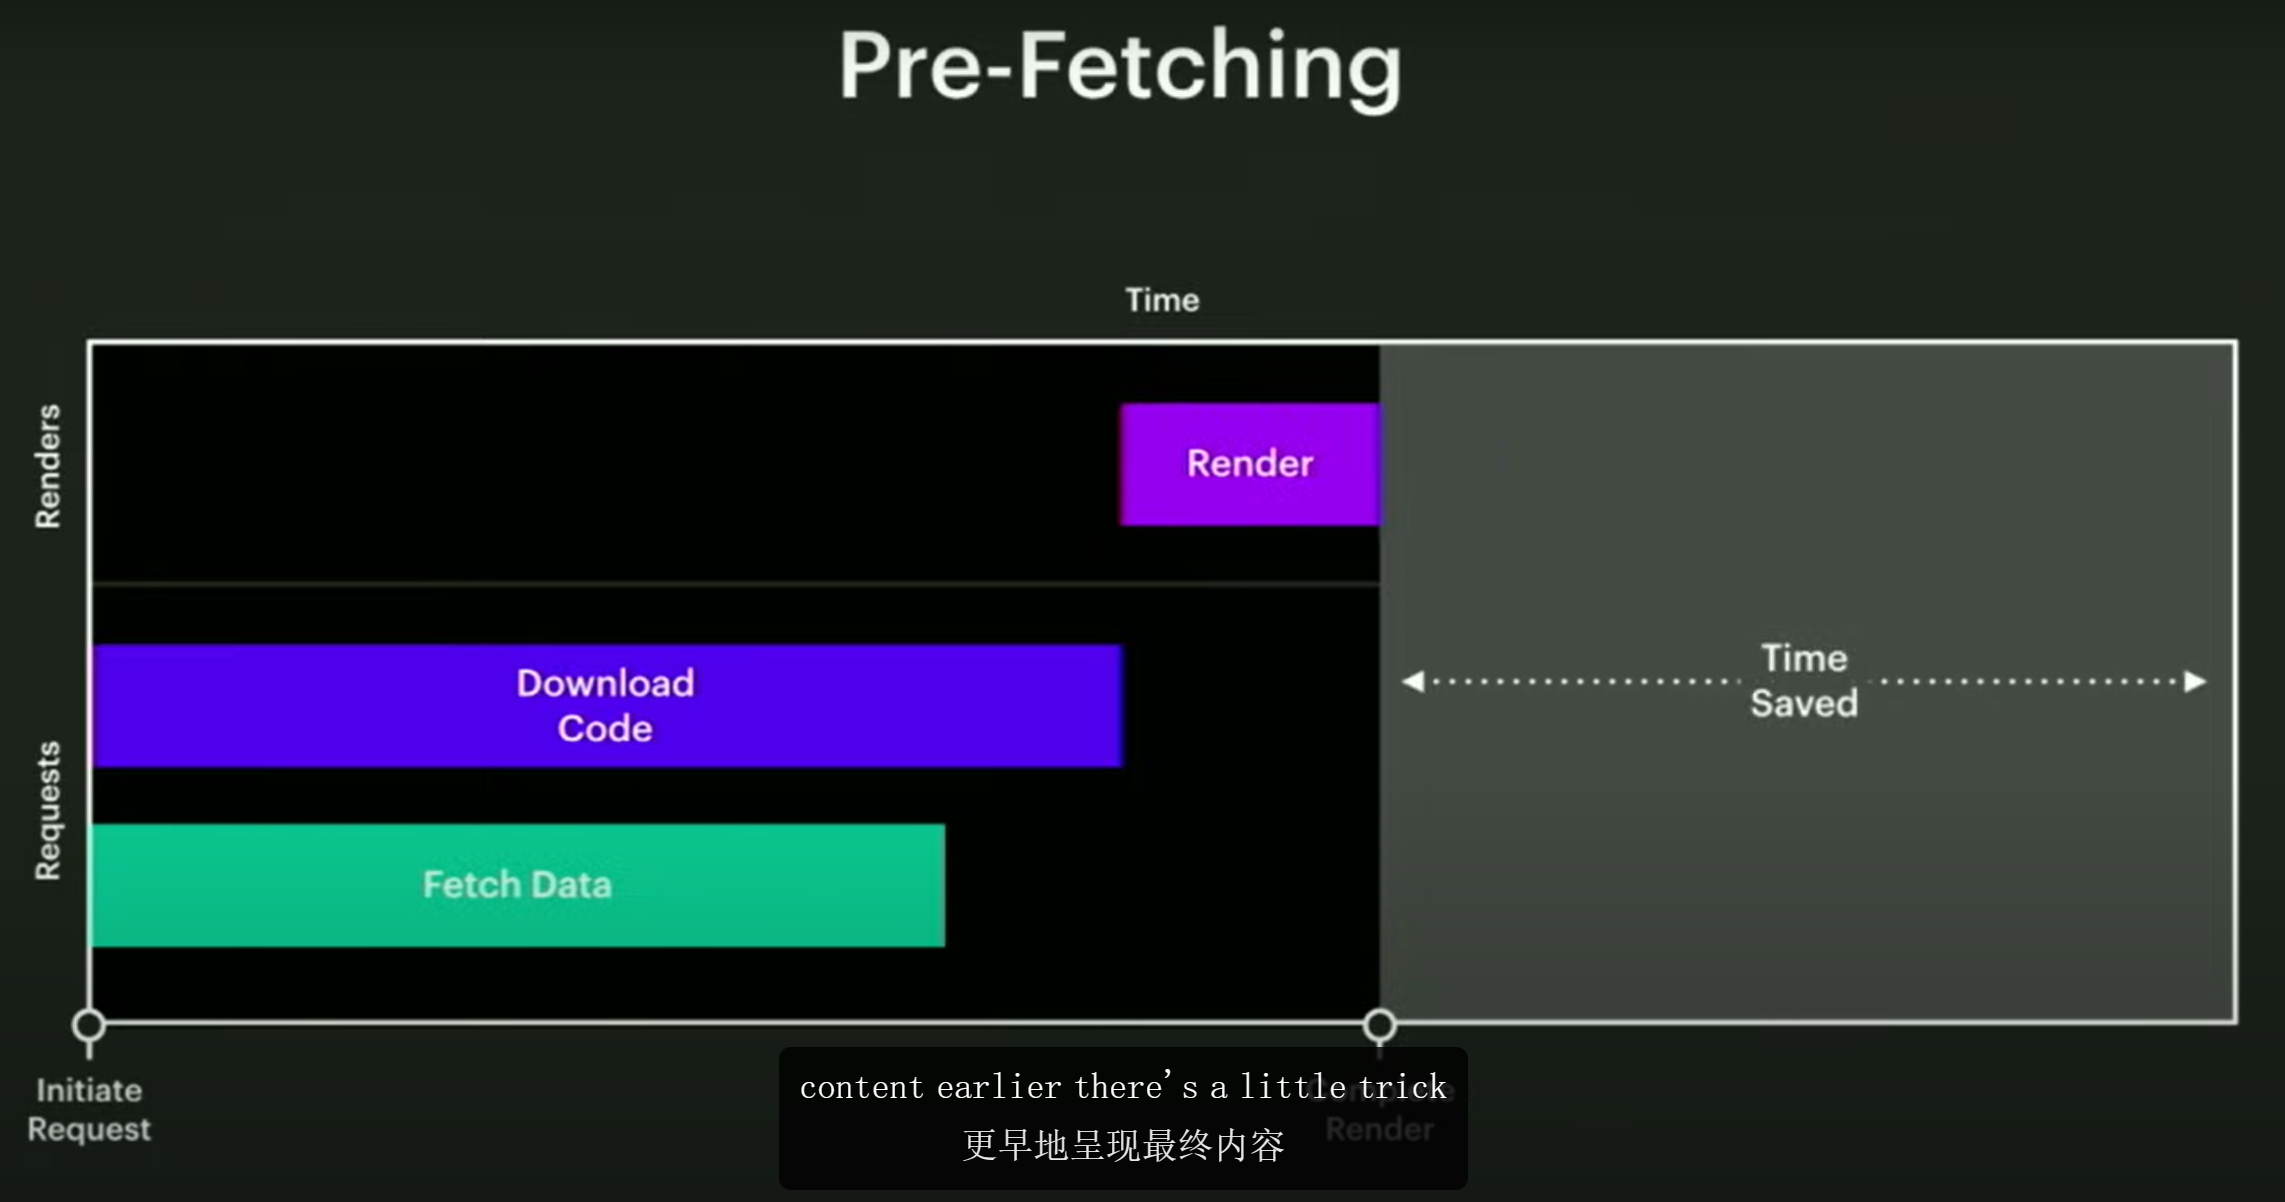 Pre-Fetching
Time
Renders
Render
Requests
Download
Code
Fetch Data
Time
Saved
Initiate
Request
Complete
Render
content earlier there's a little trick
更早地呈现最终内容